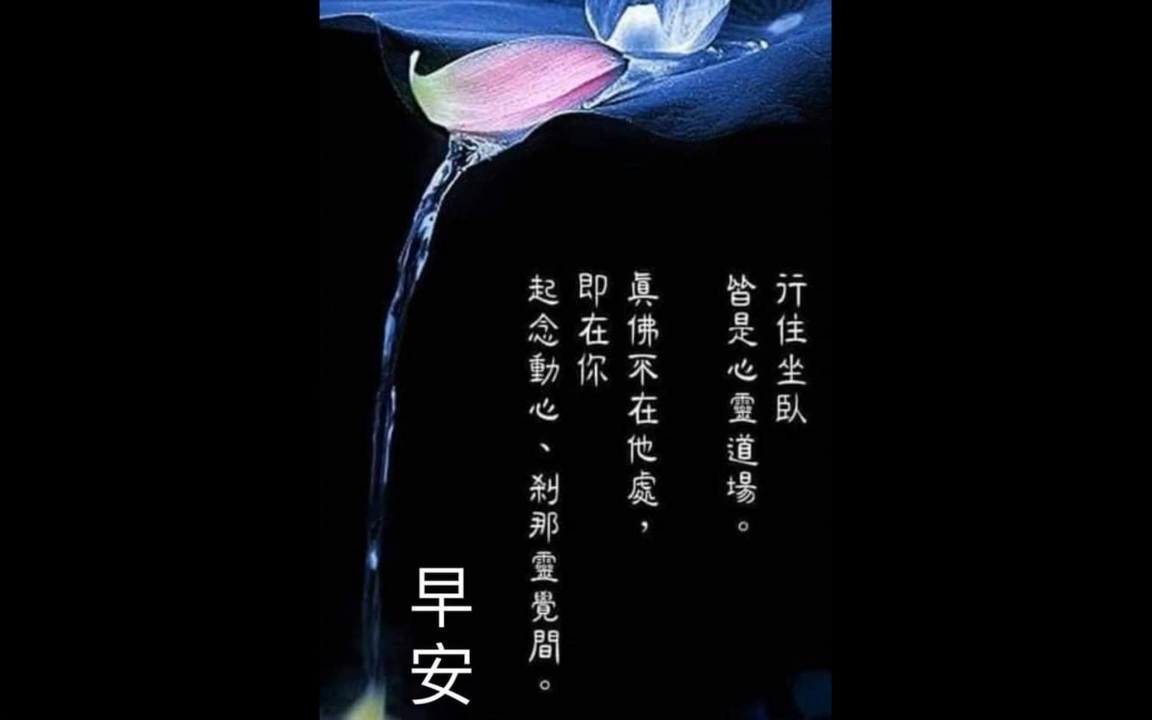 行住坐臥
皆是心靈道場。
眞佛不在他處，
即在你
起念動心、剎那靈覺間。
早安